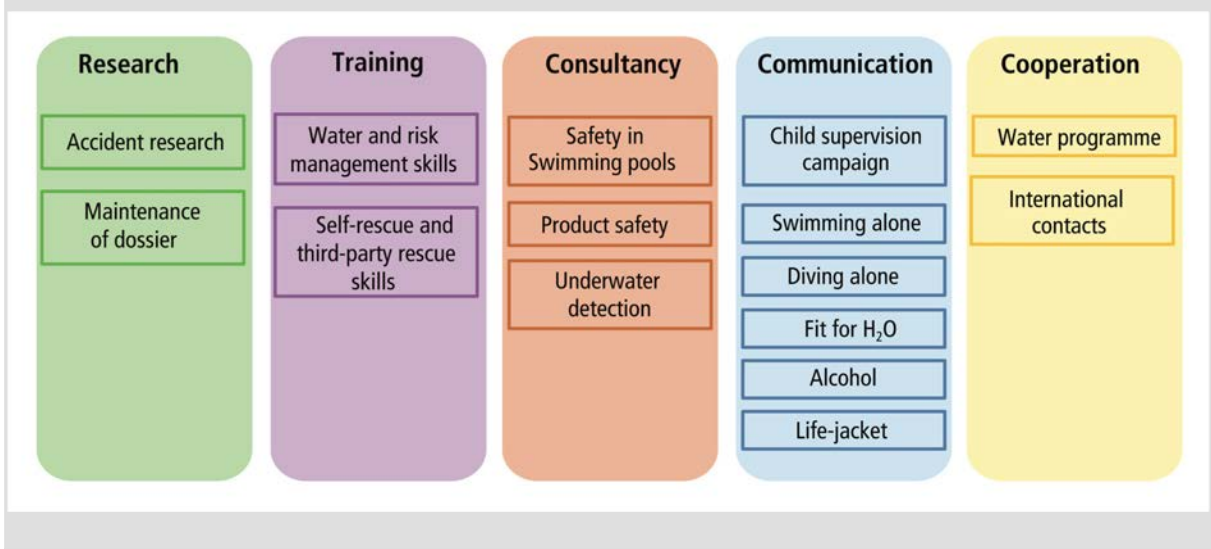 Research
Accident research
Maintenance
of dossier
Training
Water and risk
management skills
Self-rescue and
third-party rescue
skills
Consultancy
Safety in
Swimming pools
Product safety
Underwater
detection
Communication
Child supervision
campaign
Swimming alone
Diving alone
Fit for H₂O
Alcohol
Life-jacket
Cooperation
Water programme
International
contacts